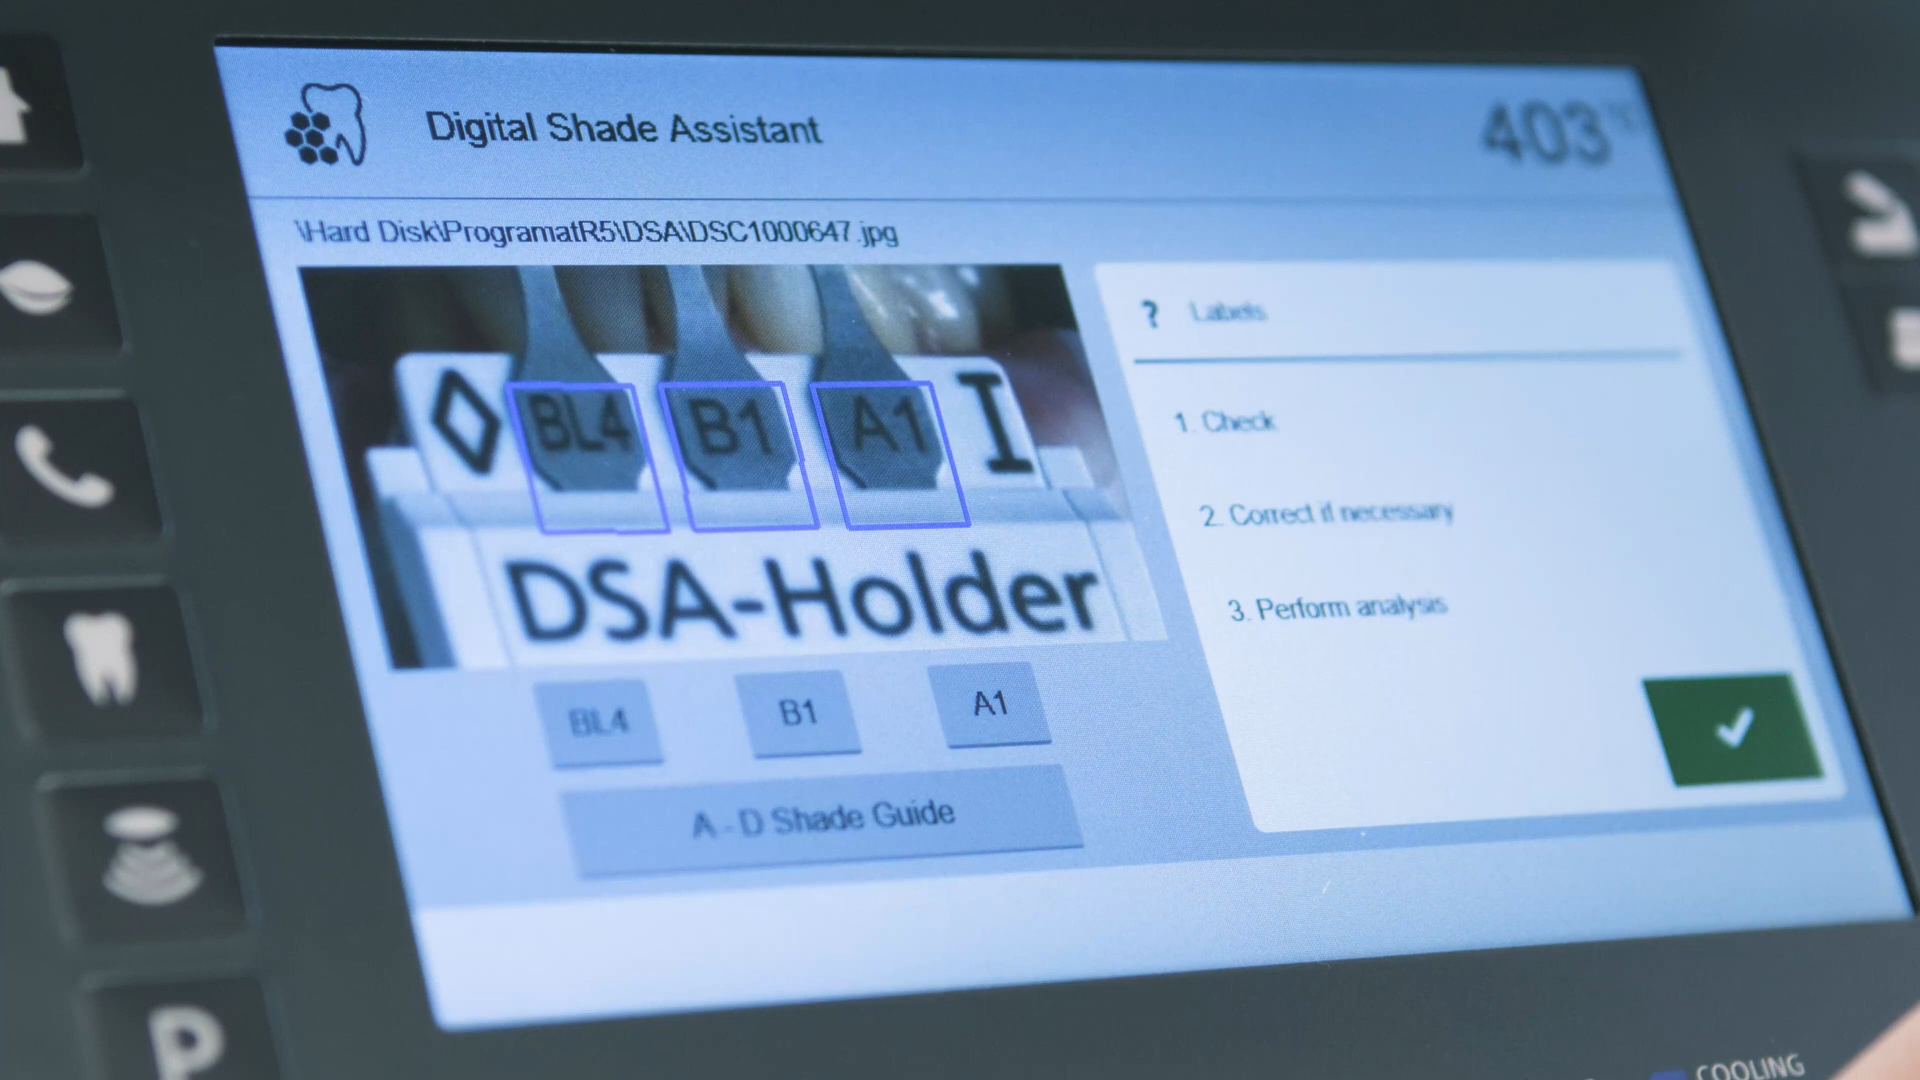 Digital Shade Assistant
403 °C
\Hard Disk\ProgramatR5\DSA\DSC1000647.jpg
BL4 B1 A1 I
DSA-Holder
BL4 B1 A1
A - D Shade Guide
? Labels
1. Check
2. Correct if necessary
3. Perform analysis
P
COOLING